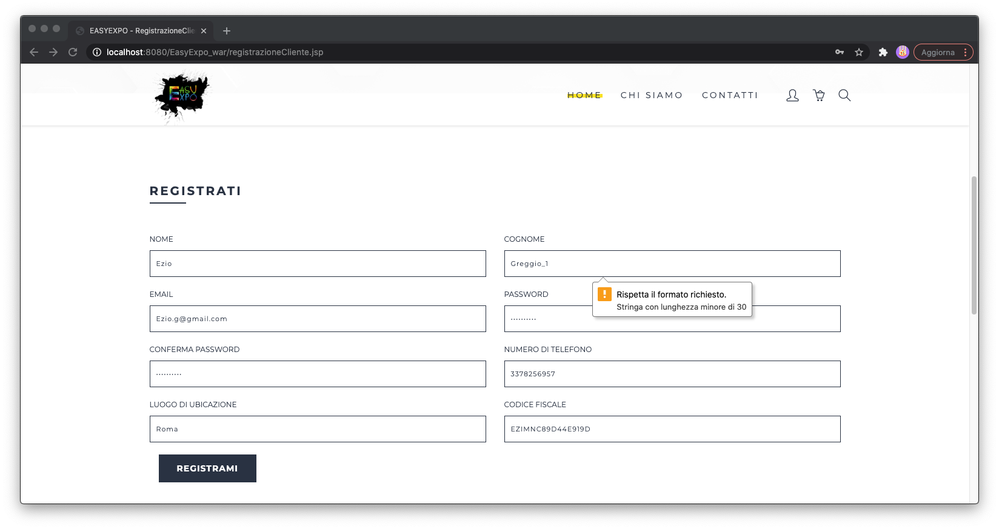 EASYEXPO - RegistrazioneClie
localhost:8080/EasyExpo_war/registrazioneCliente.jsp
Aggiorna
EASY
EXPO
HOME CHI SIAMO CONTATTI
REGISTRATI
NOME
COGNOME
Ezio
Greggio_1
Rispetta il formato richiesto.
Stringa con lunghezza minore di 30
EMAIL
PASSWORD
Ezio.g@gmail.com
··········
CONFERMA PASSWORD
NUMERO DI TELEFONO
··········
3378256957
LUOGO DI UBICAZIONE
CODICE FISCALE
Roma
EZIMNC89D44E919D
REGISTRAMI